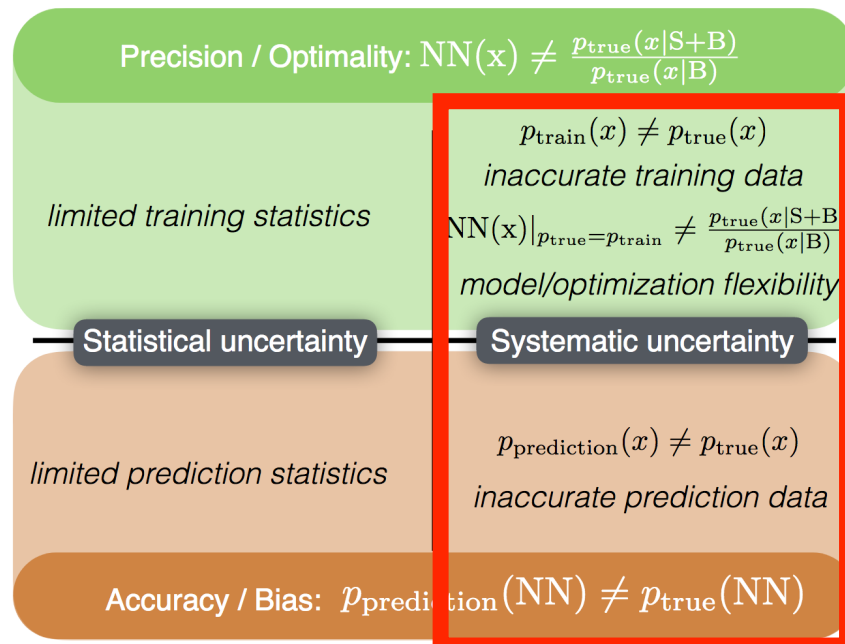 Precision / Optimality: NN(x) ≠ p_true(x|S+B) / p_true(x|B)
limited training statistics
p_train(x) ≠ p_true(x)
inaccurate training data
NN(x)|p_true=p_train ≠ p_true(x|S+B / p_true(x|B)
model/optimization flexibility
Statistical uncertainty
Systematic uncertainty
limited prediction statistics
p_prediction(x) ≠ p_true(x)
inaccurate prediction data
Accuracy / Bias: p_prediction(NN) ≠ p_true(NN)